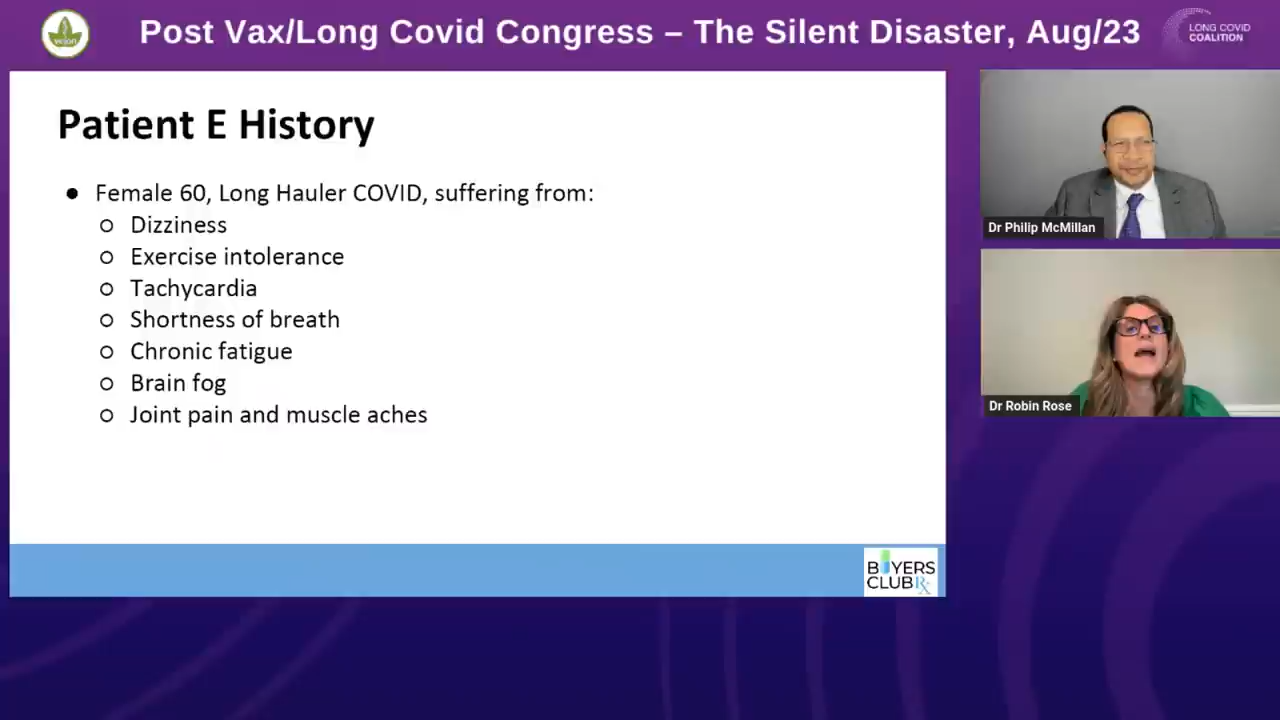 vejon
Post Vax/Long Covid Congress – The Silent Disaster, Aug/23
LONG COVID
COALITION
Patient E History
● Female 60, Long Hauler COVID, suffering from:
○ Dizziness
○ Exercise intolerance
○ Tachycardia
○ Shortness of breath
○ Chronic fatigue
○ Brain fog
○ Joint pain and muscle aches
Dr Philip McMillan
Dr Robin Rose
BUYERS
CLUB Rx